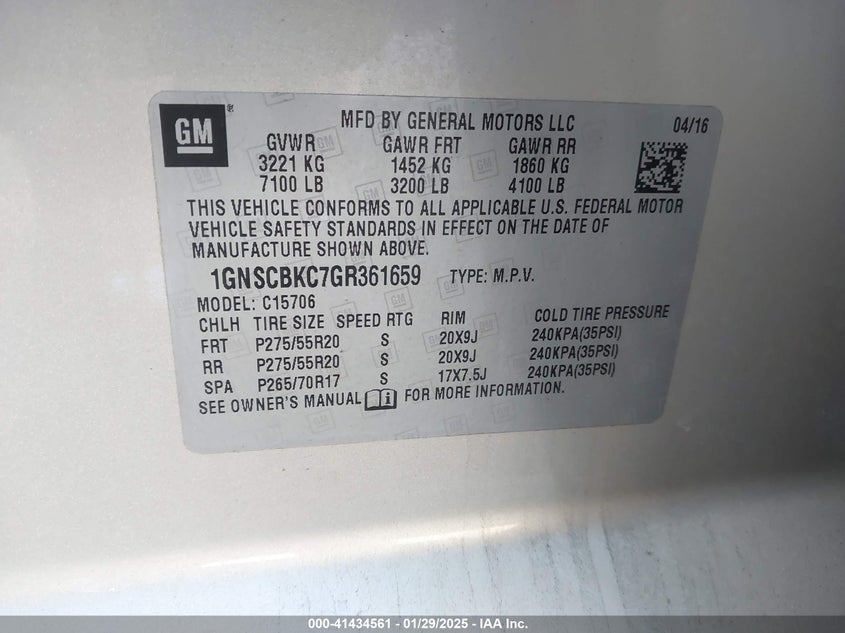 GM®
MFD BY GENERAL MOTORS LLC 04/16
GVWR GAWR FRT GAWR RR
3221 KG 1452 KG 1860 KG
7100 LB 3200 LB 4100 LB
THIS VEHICLE CONFORMS TO ALL APPLICABLE U.S. FEDERAL MOTOR
VEHICLE SAFETY STANDARDS IN EFFECT ON THE DATE OF
MANUFACTURE SHOWN ABOVE.
1GNSCBKC7GR361659 TYPE: M.P.V.
MODEL: C15706
CHLH TIRE SIZE SPEED RTG RIM COLD TIRE PRESSURE
FRT P275/55R20 S 20X9J 240KPA(35PSI)
RR P275/55R20 S 20X9J 240KPA(35PSI)
SPA P265/70R17 S 17X7.5J 240KPA(35PSI)
SEE OWNER'S MANUAL FOR MORE INFORMATION.
000-41434561 - 01/29/2025 - IAA Inc.